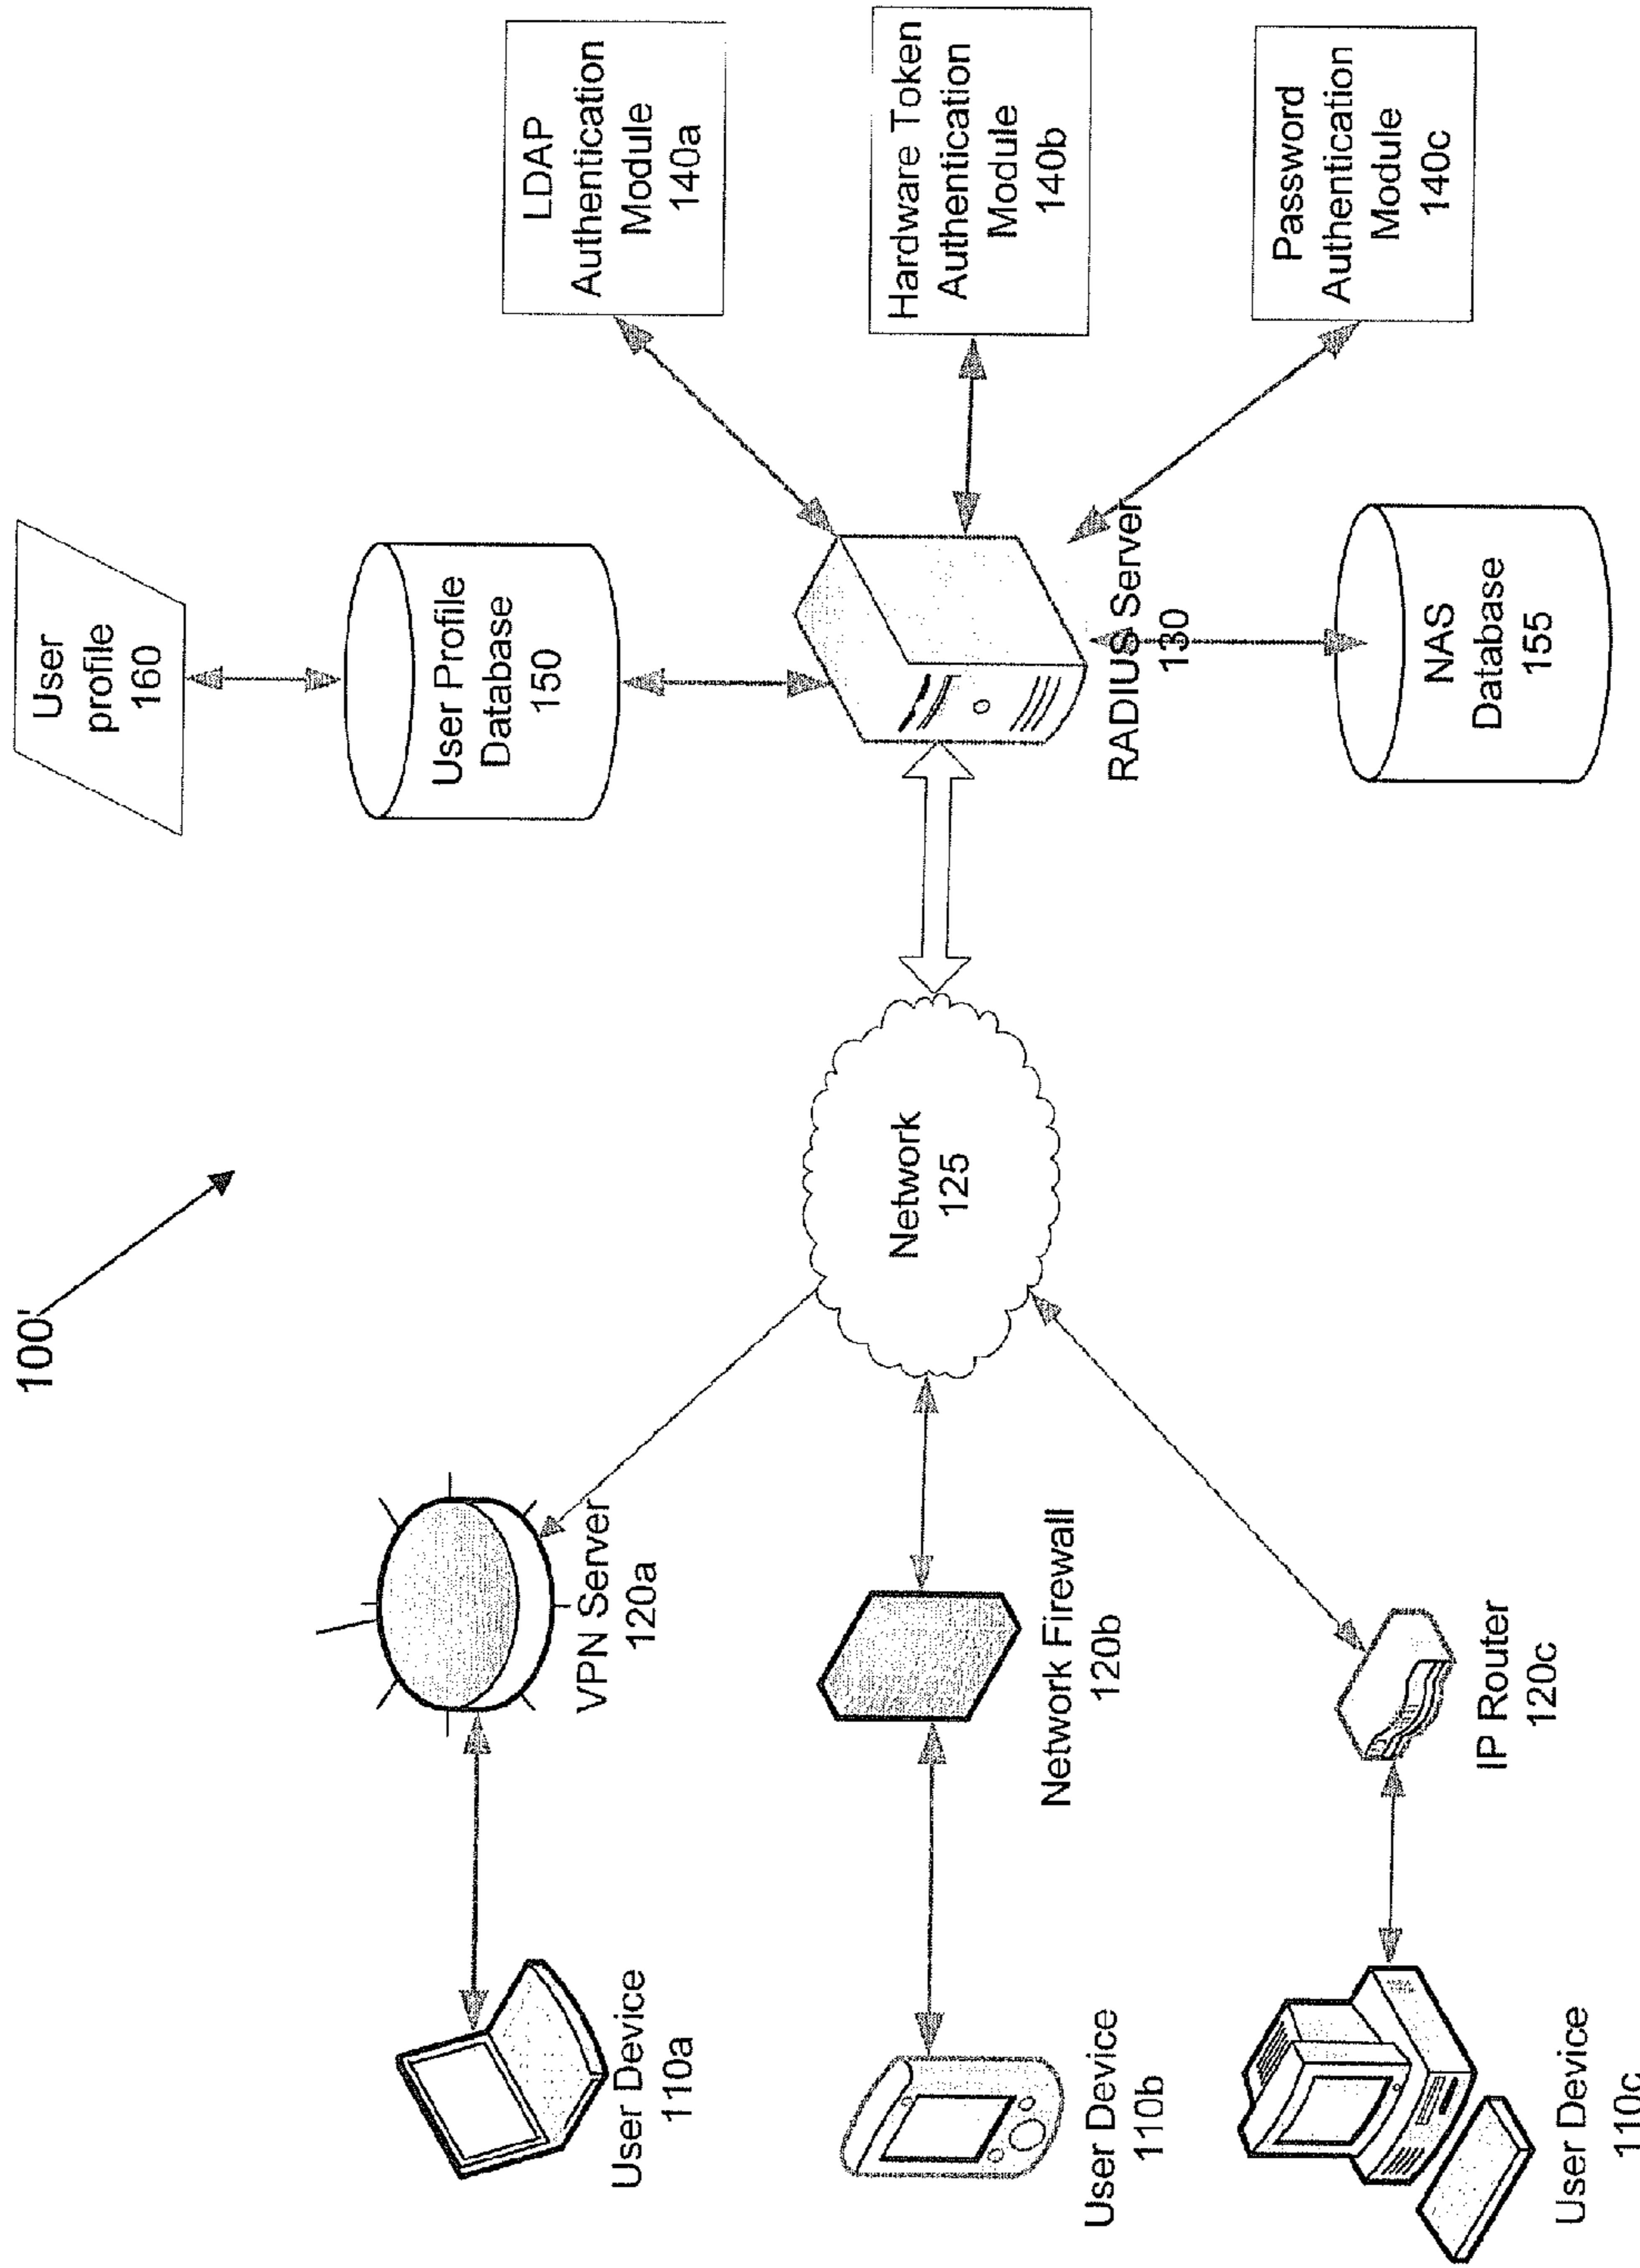 100'
User
profile
160
User Profile
Database
150
LDAP
Authentication
Module
140a
Hardware Token
Authentication
Module
140b
Password
Authentication
Module
140c
RADIUS Server
130
NAS
Database
155
Network
125
VPN Server
120a
Network Firewall
120b
IP Router
120c
User Device
110a
User Device
110b
User Device
110c